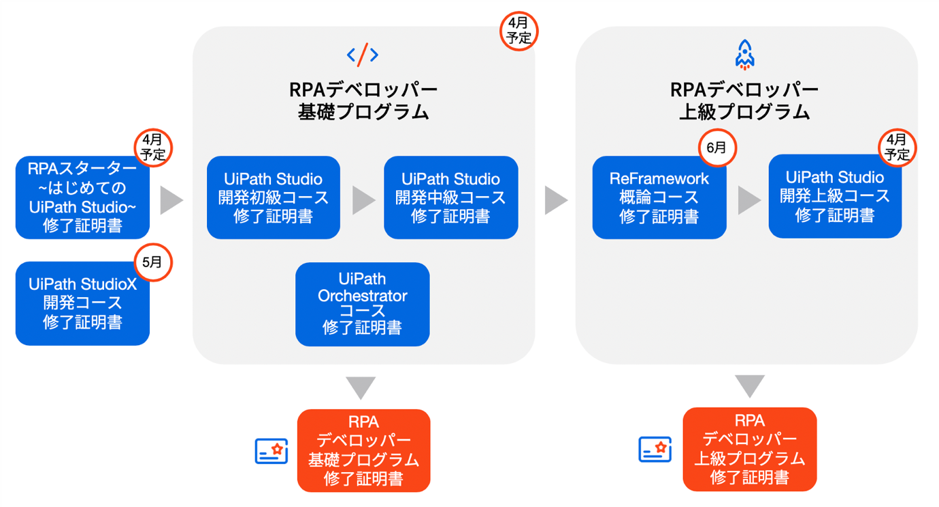 4月
予定
RPAスターター
~はじめての
UiPath Studio~
修了証明書
5月
UiPath StudioX
開発コース
修了証明書
4月
予定
</>
RPAデベロッパー
基礎プログラム
UiPath Studio
開発初級コース
修了証明書
UiPath Studio
開発中級コース
修了証明書
UiPath
Orchestrator
コース
修了証明書
RPA
デベロッパー
基礎プログラム
修了証明書
RPAデベロッパー
上級プログラム
6月
ReFramework
概論コース
修了証明書
4月
予定
UiPath Studio
開発上級コース
修了証明書
RPA
デベロッパー
上級プログラム
修了証明書